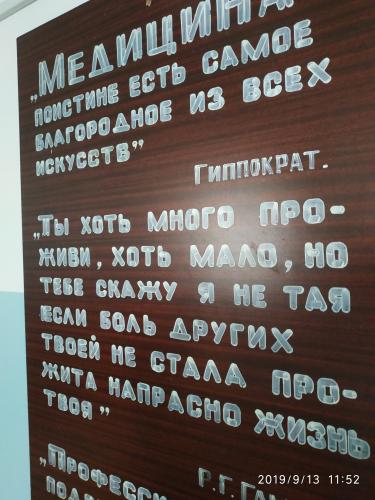 „Медицина
поистине есть самое
благородное из всех
искусств”
Гиппократ.
„Ты хоть много про-
живи, хоть мало, но
тебе скажу я не тая
если боль других
твоей не стала про-
жита напрасно жизнь
твоя”
Р.Г.
„
2019/9/13 11:52